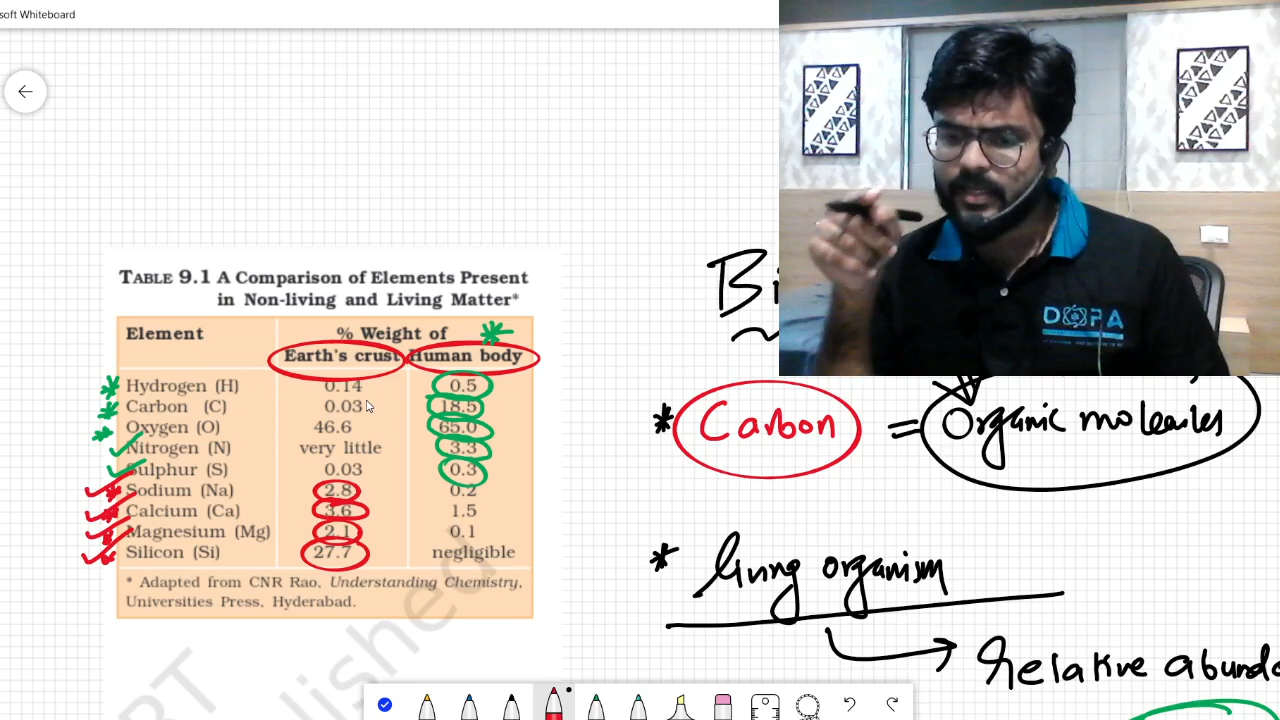 soft Whiteboard
TABLE 9.1 A Comparison of Elements Present
in Non-living and Living Matter*
Element % Weight of *
Earth's crust Human body
* Hydrogen (H) 0.14 0.5
* Carbon (C) 0.03 18.5
* Oxygen (O) 46.6 65.0
Nitrogen (N) very little 3.3
Sulphur (S) 0.03 0.3
Sodium (Na) 2.8 0.2
Calcium (Ca) 3.6 1.5
Magnesium (Mg) 2.1 0.1
Silicon (Si) 27.7 negligible
* Adapted from CNR Rao, Understanding Chemistry,
Universities Press, Hyderabad.
Bi
DOPA
* Carbon = Organic molecules
* living organism
relative abunda